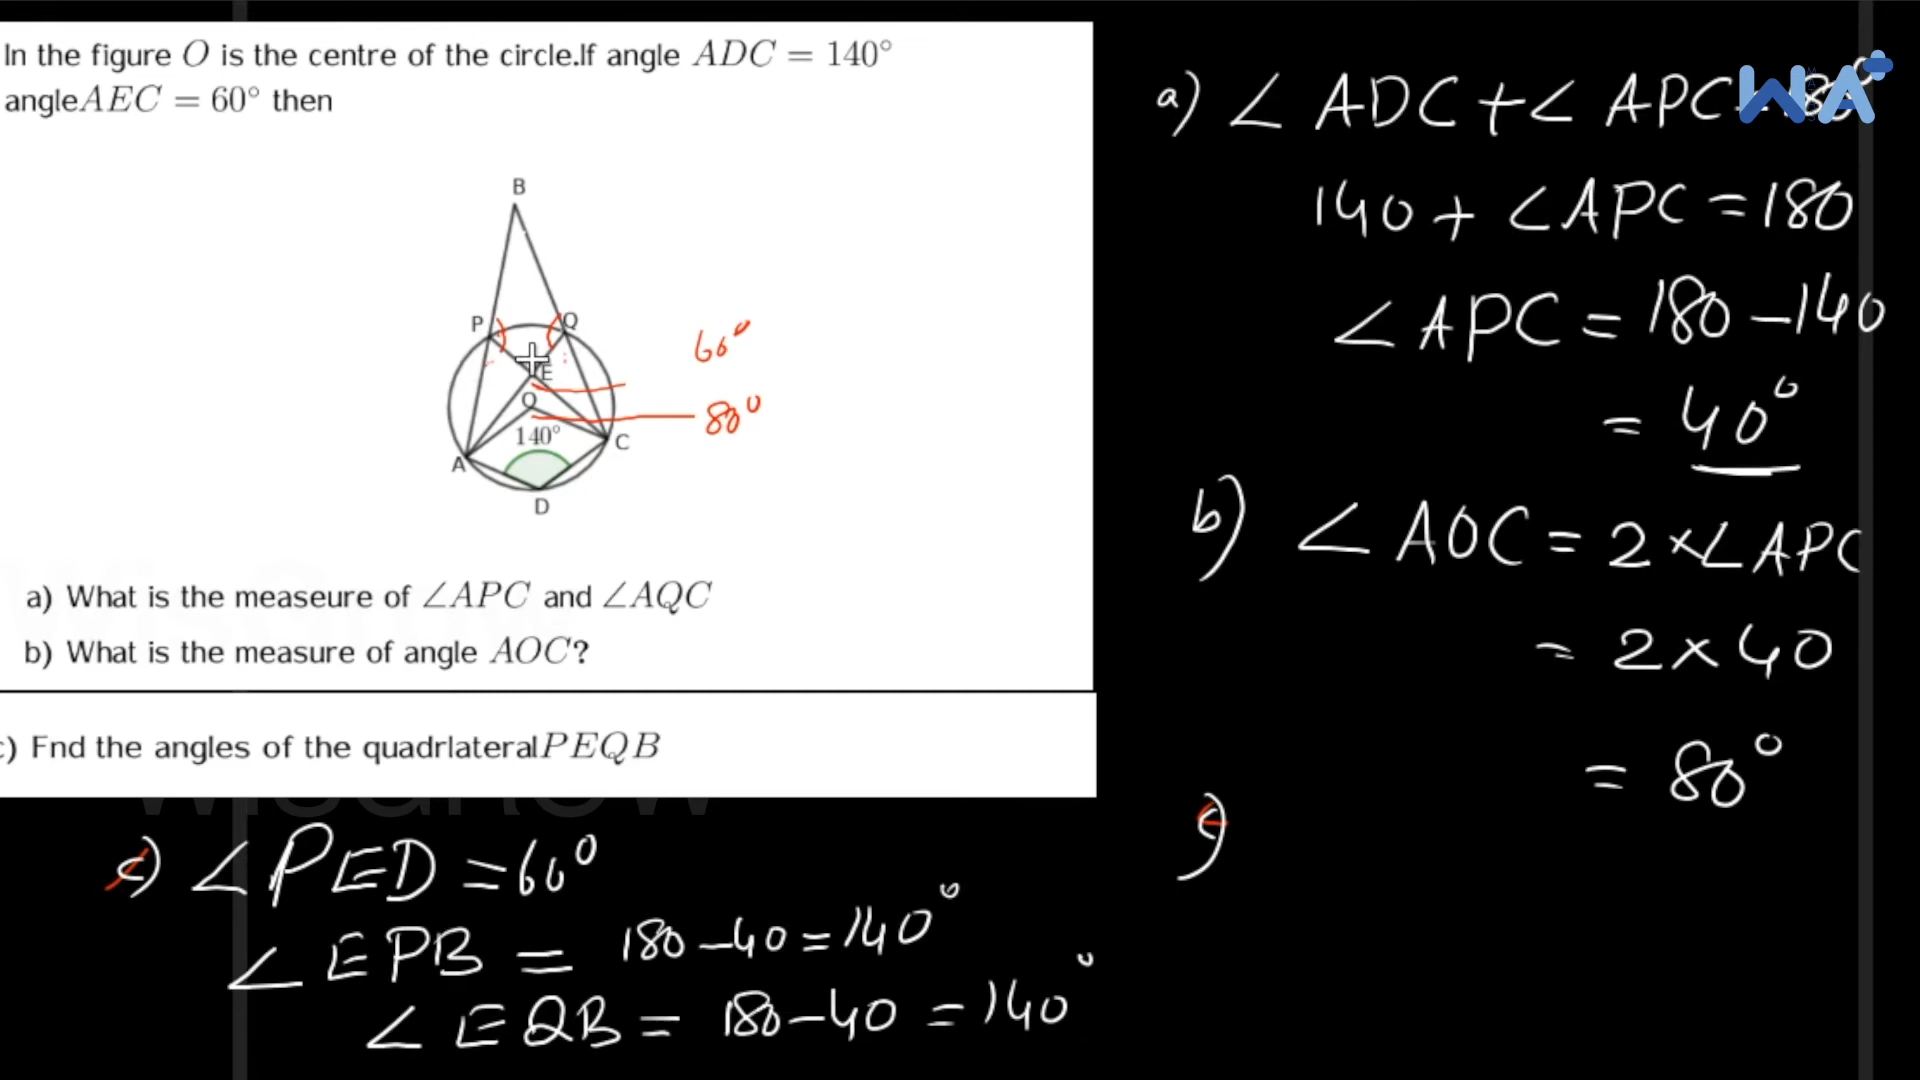 In the figure O is the centre of the circle.If angle ADC = 140°
angleAEC = 60° then
B
P
Q
E
O
60°
80°
140°
A
C
D
a) What is the measeure of ∠APC and ∠AQC
b) What is the measure of angle AOC?
c) Fnd the angles of the quadrlateralPEQB
c) ∠PED = 60°
∠EPB = 180 - 40 = 140°
∠EQB = 180 - 40 = 140°
WA+
a) ∠ADC + ∠APC = 180°
140 + ∠APC = 180
∠APC = 180 - 140
= 40°
b) ∠AOC = 2 × ∠APC
= 2 × 40
= 80°
c)